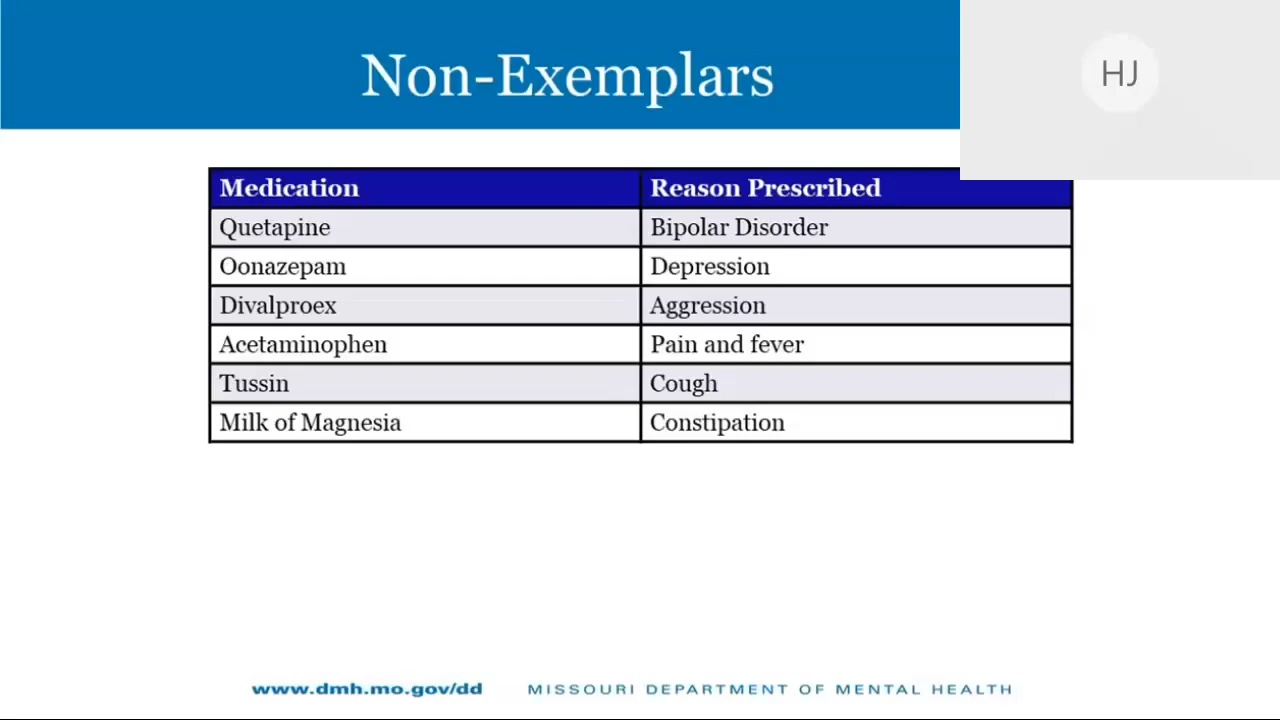 Non-Exemplars
HJ
Medication Reason Prescribed
Quetapine Bipolar Disorder
Oonazepam Depression
Divalproex Aggression
Acetaminophen Pain and fever
Tussin Cough
Milk of Magnesia Constipation
www.dmh.mo.gov/dd MISSOURI DEPARTMENT OF MENTAL HEALTH